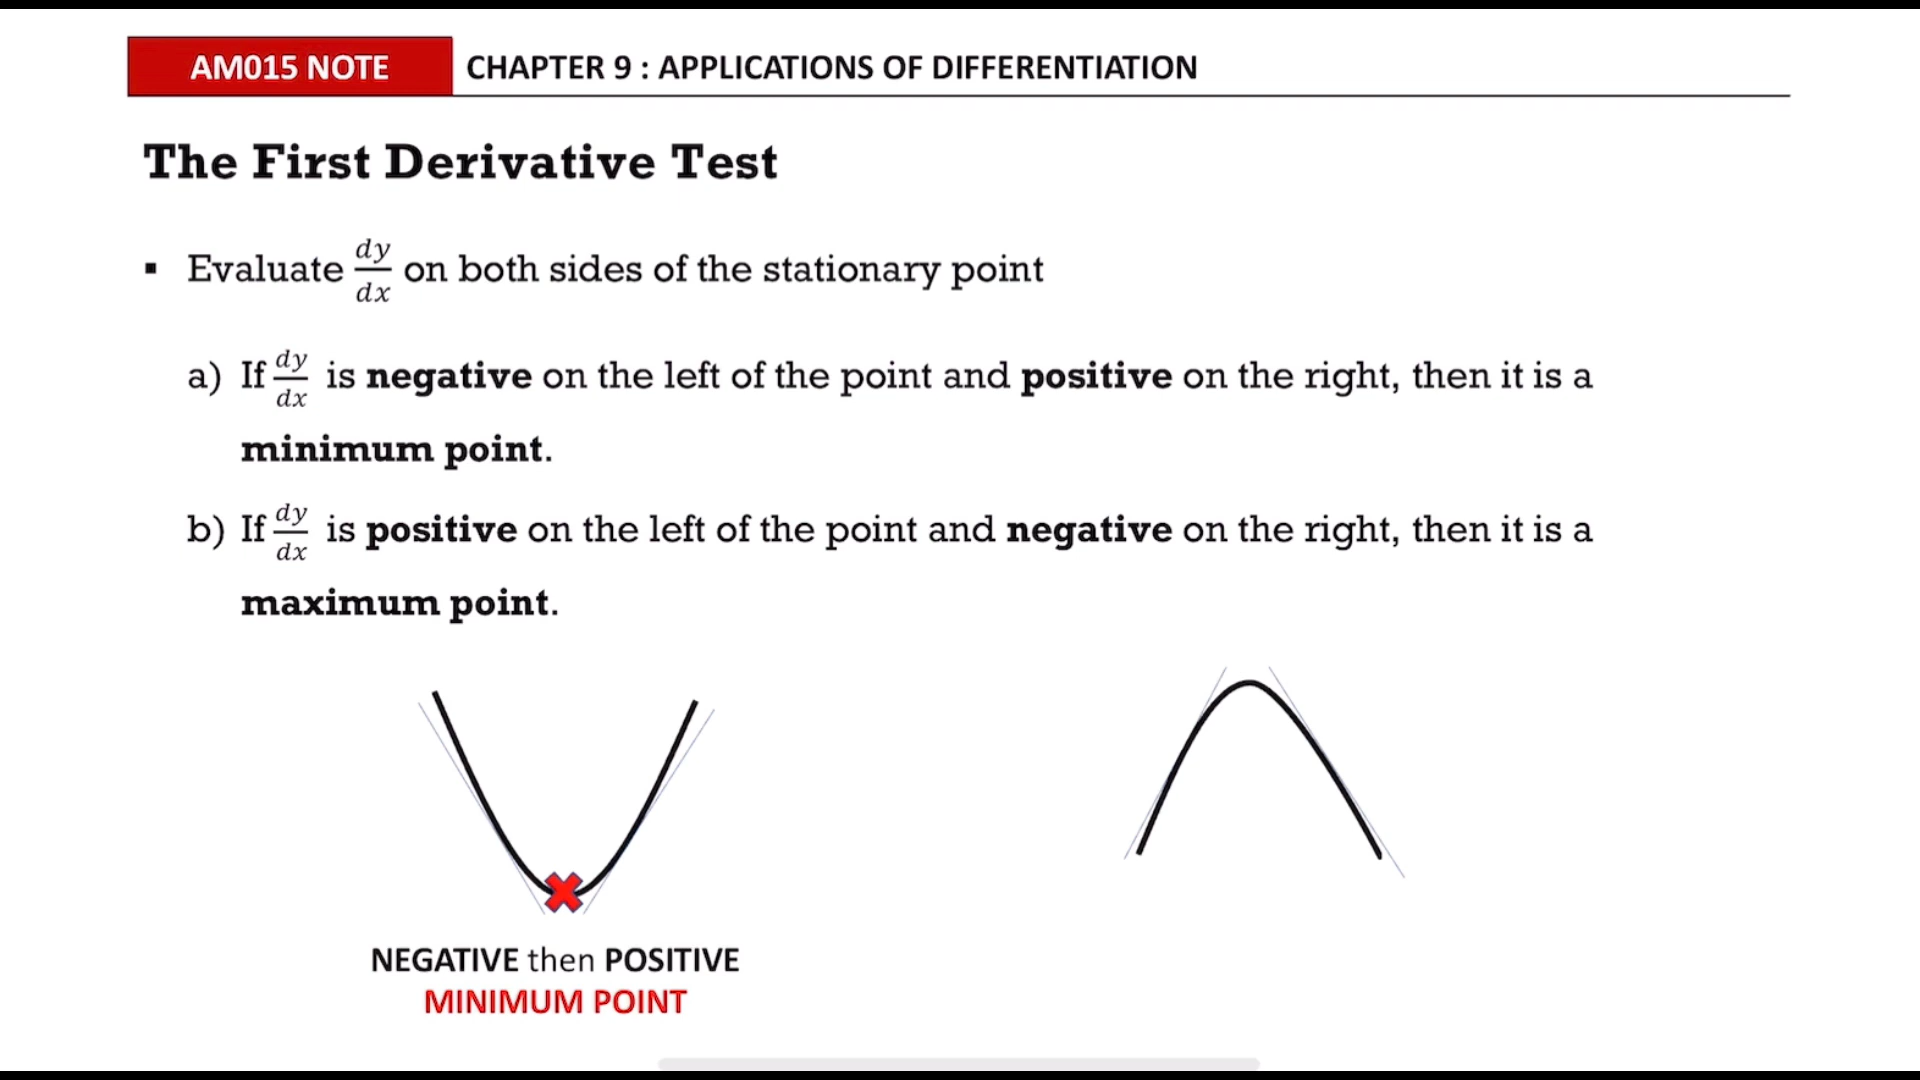 AM015 NOTE
CHAPTER 9 : APPLICATIONS OF DIFFERENTIATION
The First Derivative Test
▪ Evaluate dy/dx on both sides of the stationary point
a) If dy/dx is negative on the left of the point and positive on the right, then it is a
minimum point.
b) If dy/dx is positive on the left of the point and negative on the right, then it is a
maximum point.
NEGATIVE then POSITIVE
MINIMUM POINT